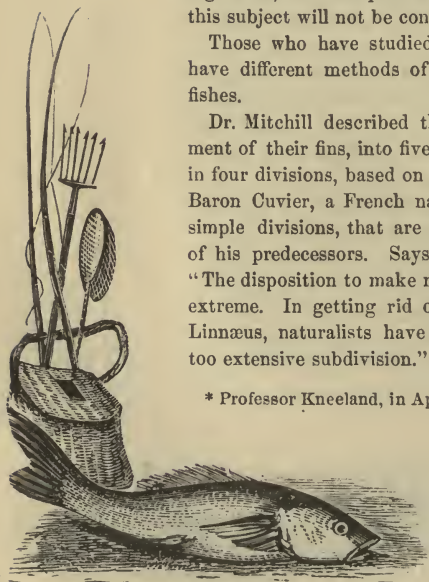 this subject will not be con
Those who have studied
have different methods of
fishes.
Dr. Mitchill described th
ment of their fins, into five
in four divisions, based on
Baron Cuvier, a French na
simple divisions, that are
of his predecessors. Says
"The disposition to make r
extreme. In getting rid o
Linnæus, naturalists have
too extensive subdivision."
* Professor Kneeland, in Ap